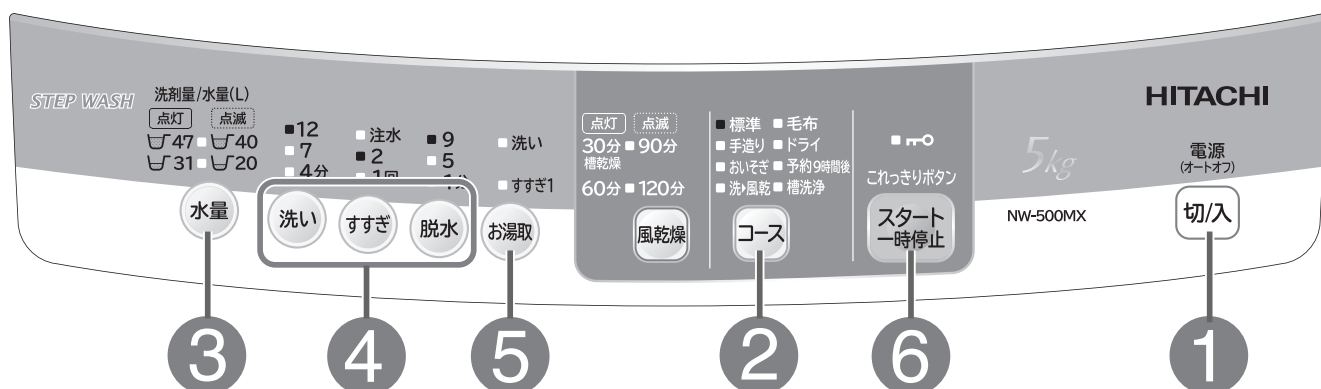 STEP WASH
洗剤量/水量(L)
点灯 点滅
47 40
31 20
水量
12
7
4分
洗い
注水
2
1回
すすぎ
9
5
脱水
洗い
すすぎ1
お湯取
点灯 点滅
30分 90分
槽乾燥
60分 120分
風乾燥
標準 毛布
手造り ドライ
おいそぎ 予約9時間後
洗▶風乾 槽洗浄
コース
これっきりボタン
スタート
一時停止
5kg
NW-500MX
HITACHI
電源
(オートオフ)
切/入
3
4
5
2
6
1